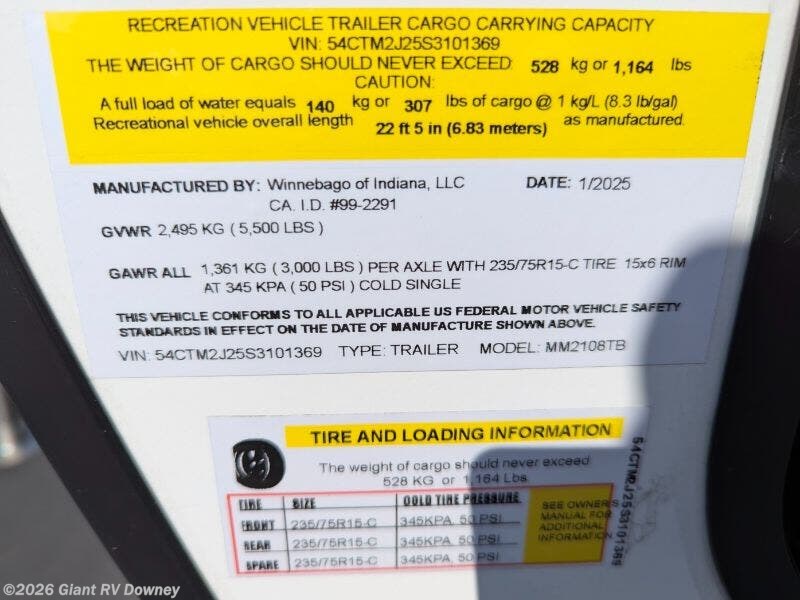 RECREATION VEHICLE TRAILER CARGO CARRYING CAPACITY
VIN: 54CTM2J25S3101369
THE WEIGHT OF CARGO SHOULD NEVER EXCEED: 528 kg or 1,164 lbs
CAUTION:
A full load of water equals 140 kg or 307 lbs of cargo @ 1 kg/L (8.3 lb/gal)
Recreational vehicle overall length 22 ft 5 in (6.83 meters) as manufactured.
MANUFACTURED BY: Winnebago of Indiana, LLC DATE: 1/2025
CA. I.D. #99-2291
GVWR 2,495 KG ( 5,500 LBS )
GAWR ALL 1,361 KG ( 3,000 LBS ) PER AXLE WITH 235/75R15-C TIRE 15x6 RIM
AT 345 KPA ( 50 PSI ) COLD SINGLE
THIS VEHICLE CONFORMS TO ALL APPLICABLE US FEDERAL MOTOR VEHICLE SAFETY
STANDARDS IN EFFECT ON THE DATE OF MANUFACTURE SHOWN ABOVE.
VIN: 54CTM2J25S3101369 TYPE: TRAILER MODEL: MM2108TB
TIRE AND LOADING INFORMATION
The weight of cargo should never exceed
528 KG or 1,164 Lbs.
TIRE SIZE COLD TIRE PRESSURE
FRONT 235/75R15-C 345KPA, 50 PSI
REAR 235/75R15-C 345KPA, 50 PSI
SPARE 235/75R15-C 345KPA, 50 PSI
SEE OWNER'S
MANUAL FOR
ADDITIONAL
INFORMATION
54CTM2J25S3101369
©2026 Giant RV Downey